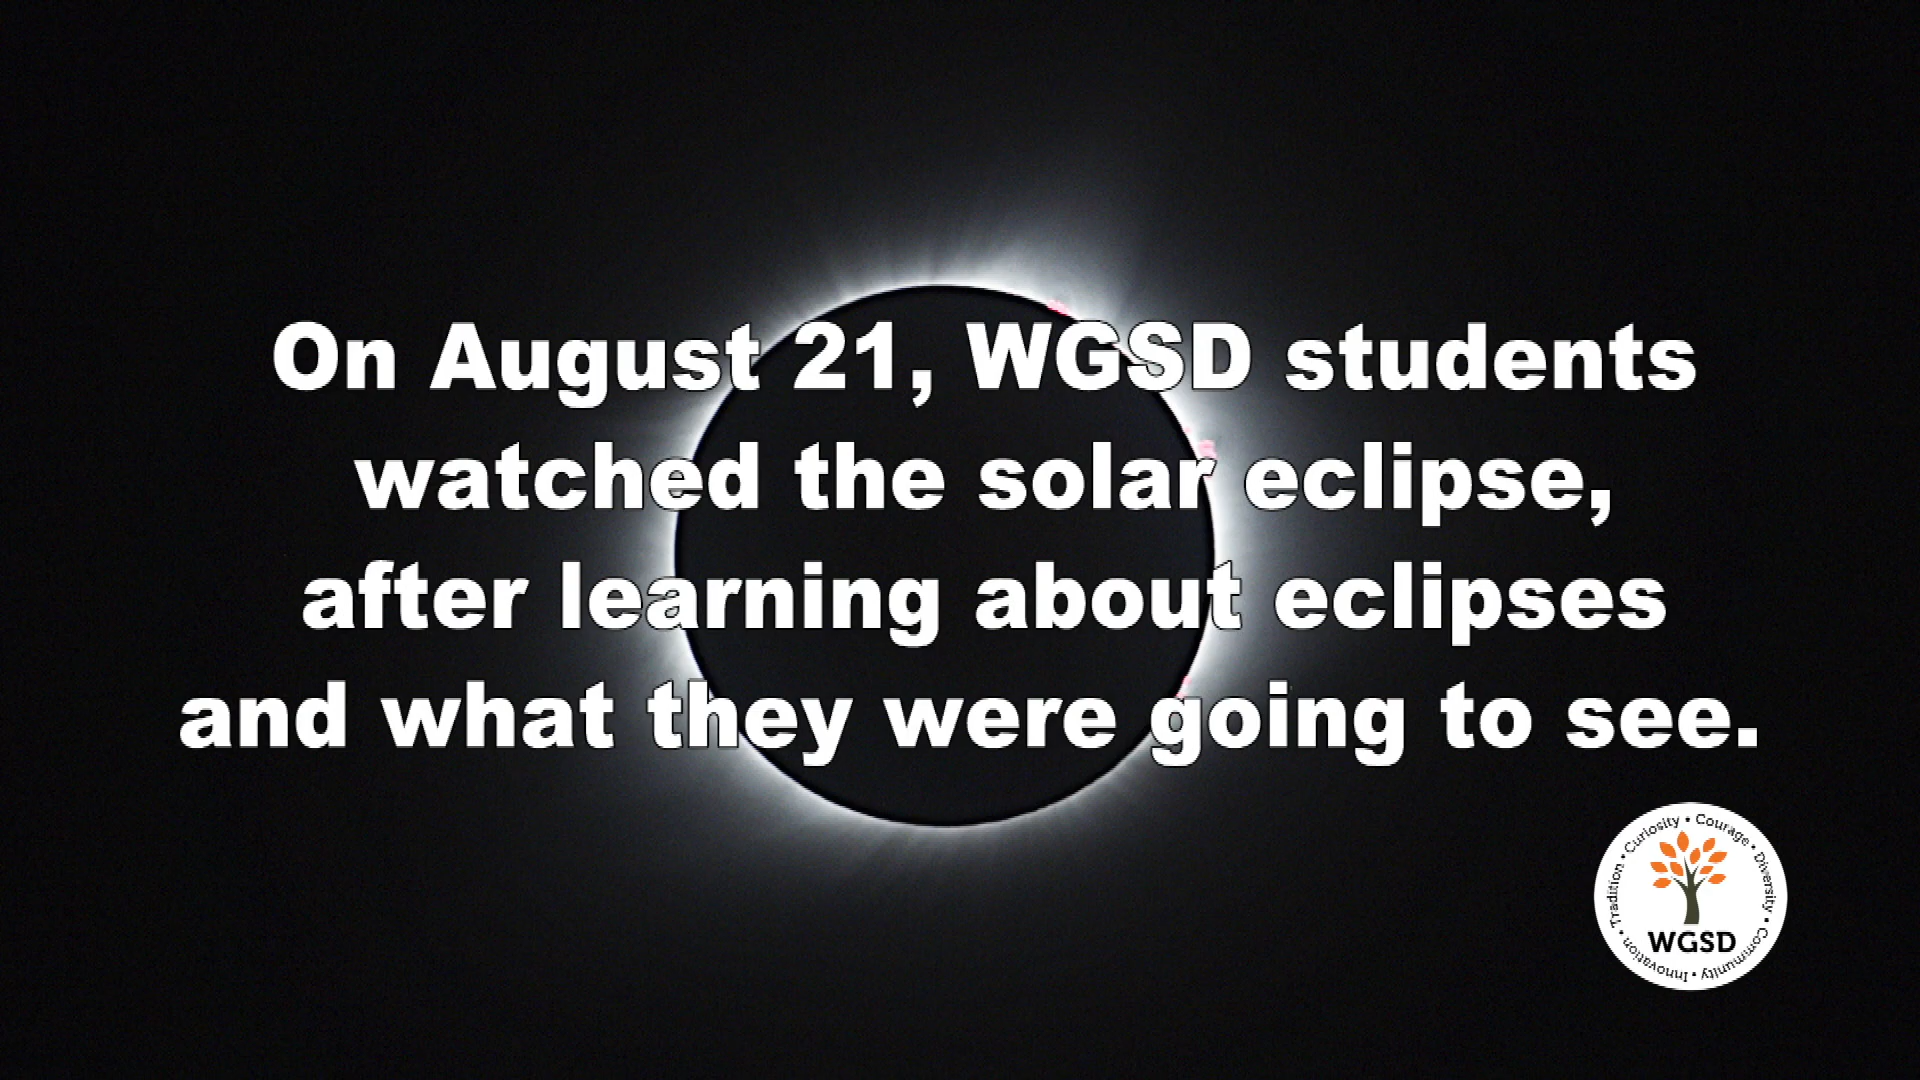 On August 21, WGSD students
watched the solar eclipse,
after learning about eclipses
and what they were going to see.
Tradition • Curiosity • Courage • Diversity • Community • Innovation •
WGSD